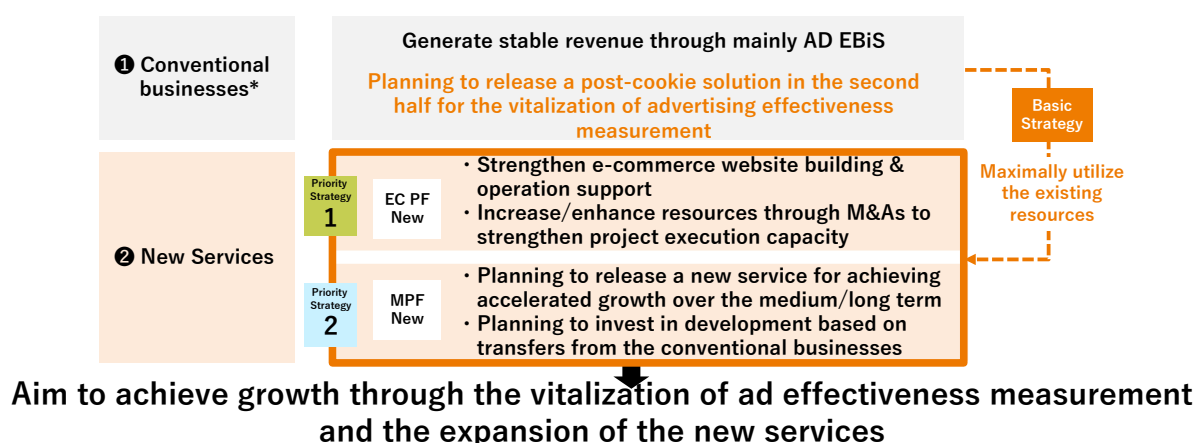 ❶ Conventional
businesses*
Generate stable revenue through mainly AD EBiS
Planning to release a post-cookie solution in the second
half for the vitalization of advertising effectiveness
measurement
Basic
Strategy
Maximally utilize
the existing
resources
❷ New Services
Priority
Strategy
1
EC PF
New
・Strengthen e-commerce website building &
operation support
・Increase/enhance resources through M&As to
strengthen project execution capacity
Priority
Strategy
2
MPF
New
・Planning to release a new service for achieving
accelerated growth over the medium/long term
・Planning to invest in development based on
transfers from the conventional businesses
Aim to achieve growth through the vitalization of ad effectiveness measurement
and the expansion of the new services